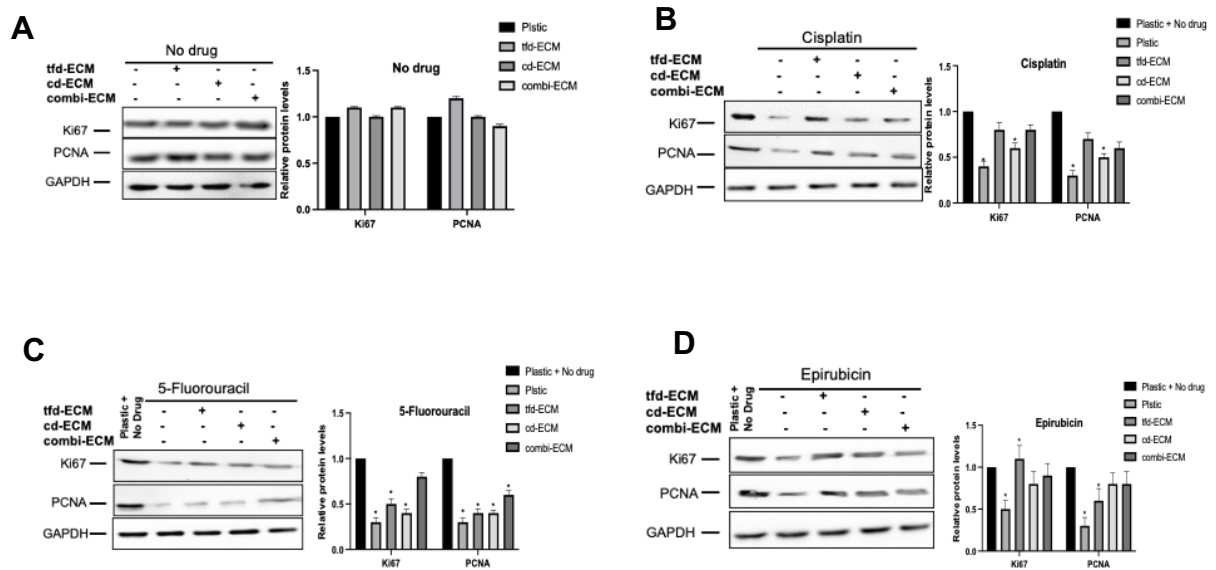 A
No drug
tfd-ECM - + - -
cd-ECM - - + -
combi-ECM - - - +
Ki67
PCNA
GAPDH
No drug
Relative protein levels
1.5
1.0
0.5
0.0
Ki67 PCNA
Plstic
tfd-ECM
cd-ECM
combi-ECM
B
Cisplatin
tfd-ECM - + - -
cd-ECM - - + -
combi-ECM - - - +
Ki67
PCNA
GAPDH
Cisplatin
Relative protein levels
1.5
1.0
0.5
0.0
* * * *
Ki67 PCNA
Plastic + No drug
Plstic
tfd-ECM
cd-ECM
combi-ECM
C
5-Fluorouracil
Plastic +
No Drug
tfd-ECM - + - -
cd-ECM - - + -
combi-ECM - - - +
Ki67
PCNA
GAPDH
5-Fluorouracil
Relative protein levels
1.5
1.0
0.5
0.0
* * * * * * *
Ki67 PCNA
Plastic + No drug
Plstic
tfd-ECM
cd-ECM
combi-ECM
D
Epirubicin
Plastic +
No Drug
tfd-ECM - + - -
cd-ECM - - + -
combi-ECM - - - +
Ki67
PCNA
GAPDH
Epirubicin
Relative protein levels
1.5
1.0
0.5
0.0
* * * *
Ki67 PCNA
Plastic + No drug
Plstic
tfd-ECM
cd-ECM
combi-ECM